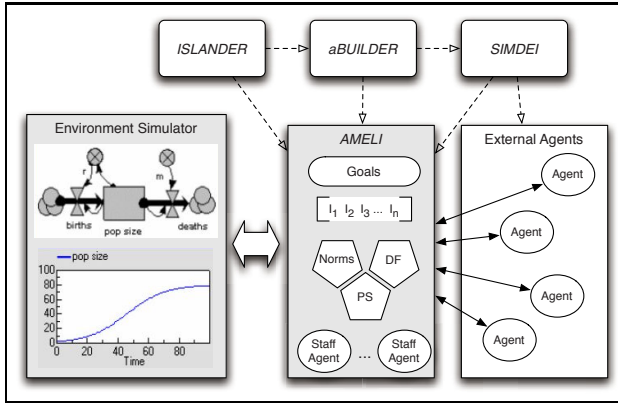 ISLANDER
aBUILDER
SIMDEI
Environment Simulator
r
m
births
pop size
deaths
pop size
100
80
60
40
20
0
0 20 40 60 80
Time
AMELI
Goals
I1 I2 I3 ... In
Norms
DF
PS
Staff Agent
...
Staff Agent
External Agents
Agent
Agent
Agent
Agent